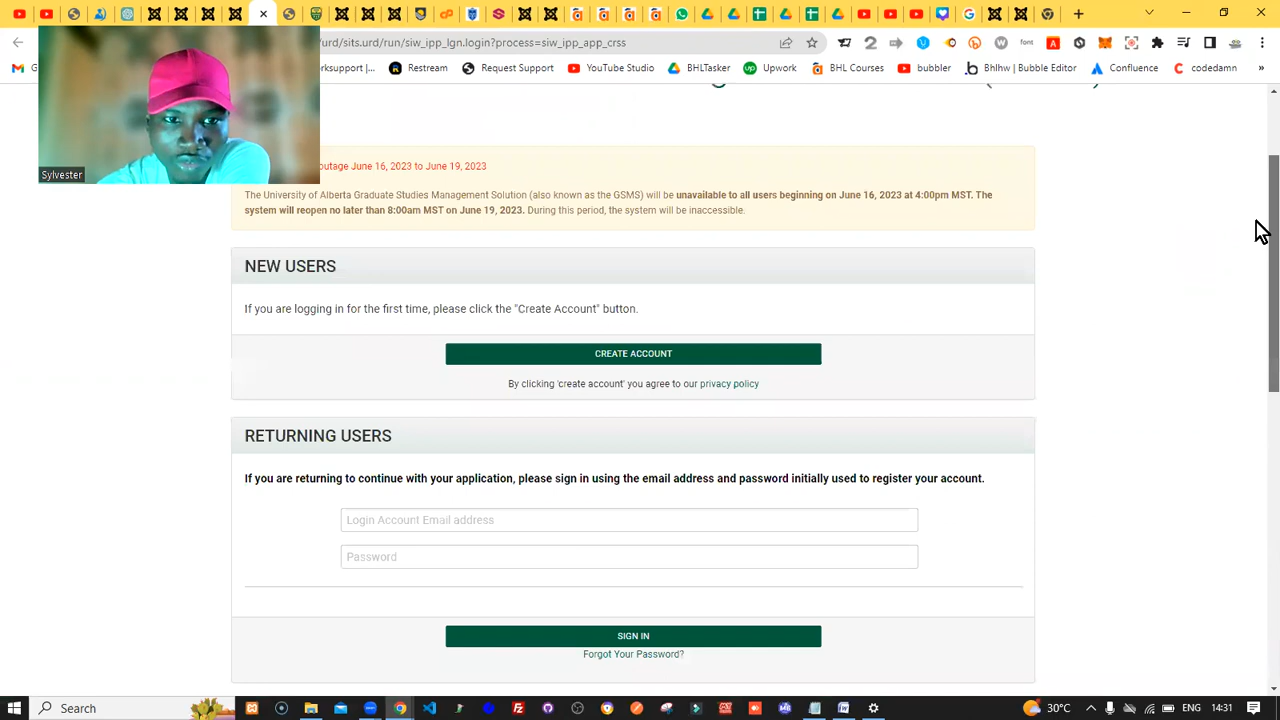 rd/sits.urd/run/siw_ipp_lgn.login?process=siw_ipp_app_crss
G
rksupport|...
Restream
Request Support
YouTube Studio
BHLTasker
Upwork
BHL Courses
bubbler
Bhlhw | Bubble Editor
Confluence
codedamn
»
Sylvester
outage June 16, 2023 to June 19, 2023
The University of Alberta Graduate Studies Management Solution (also known as the GSMS) will be unavailable to all users beginning on June 16, 2023 at 4:00pm MST. The
system will reopen no later than 8:00am MST on June 19, 2023. During this period, the system will be inaccessible.
NEW USERS
If you are logging in for the first time, please click the "Create Account" button.
CREATE ACCOUNT
By clicking 'create account' you agree to our privacy policy
RETURNING USERS
If you are returning to continue with your application, please sign in using the email address and password initially used to register your account.
Login Account Email address
Password
SIGN IN
Forgot Your Password?
Search
30°C
14:31